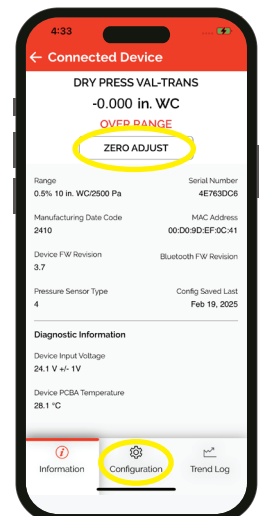 4:33
← Connected Device
DRY PRESS VAL-TRANS
-0.000 in. WC
OVER RANGE
ZERO ADJUST
Range
Serial Number
0.5% 10 in. WC/2500 Pa
4E763DC6
Manufacturing Date Code
MAC Address
2410
00:D0:9D:EF:0C:41
Device FW Revision
Bluetooth FW Revision
3.7
Pressure Sensor Type
Config Saved Last
4
Feb 19, 2025
Diagnostic Information
Device Input Voltage
24.1 V +/- 1V
Device PCBA Temperature
28.1 °C
Information
Configuration
Trend Log